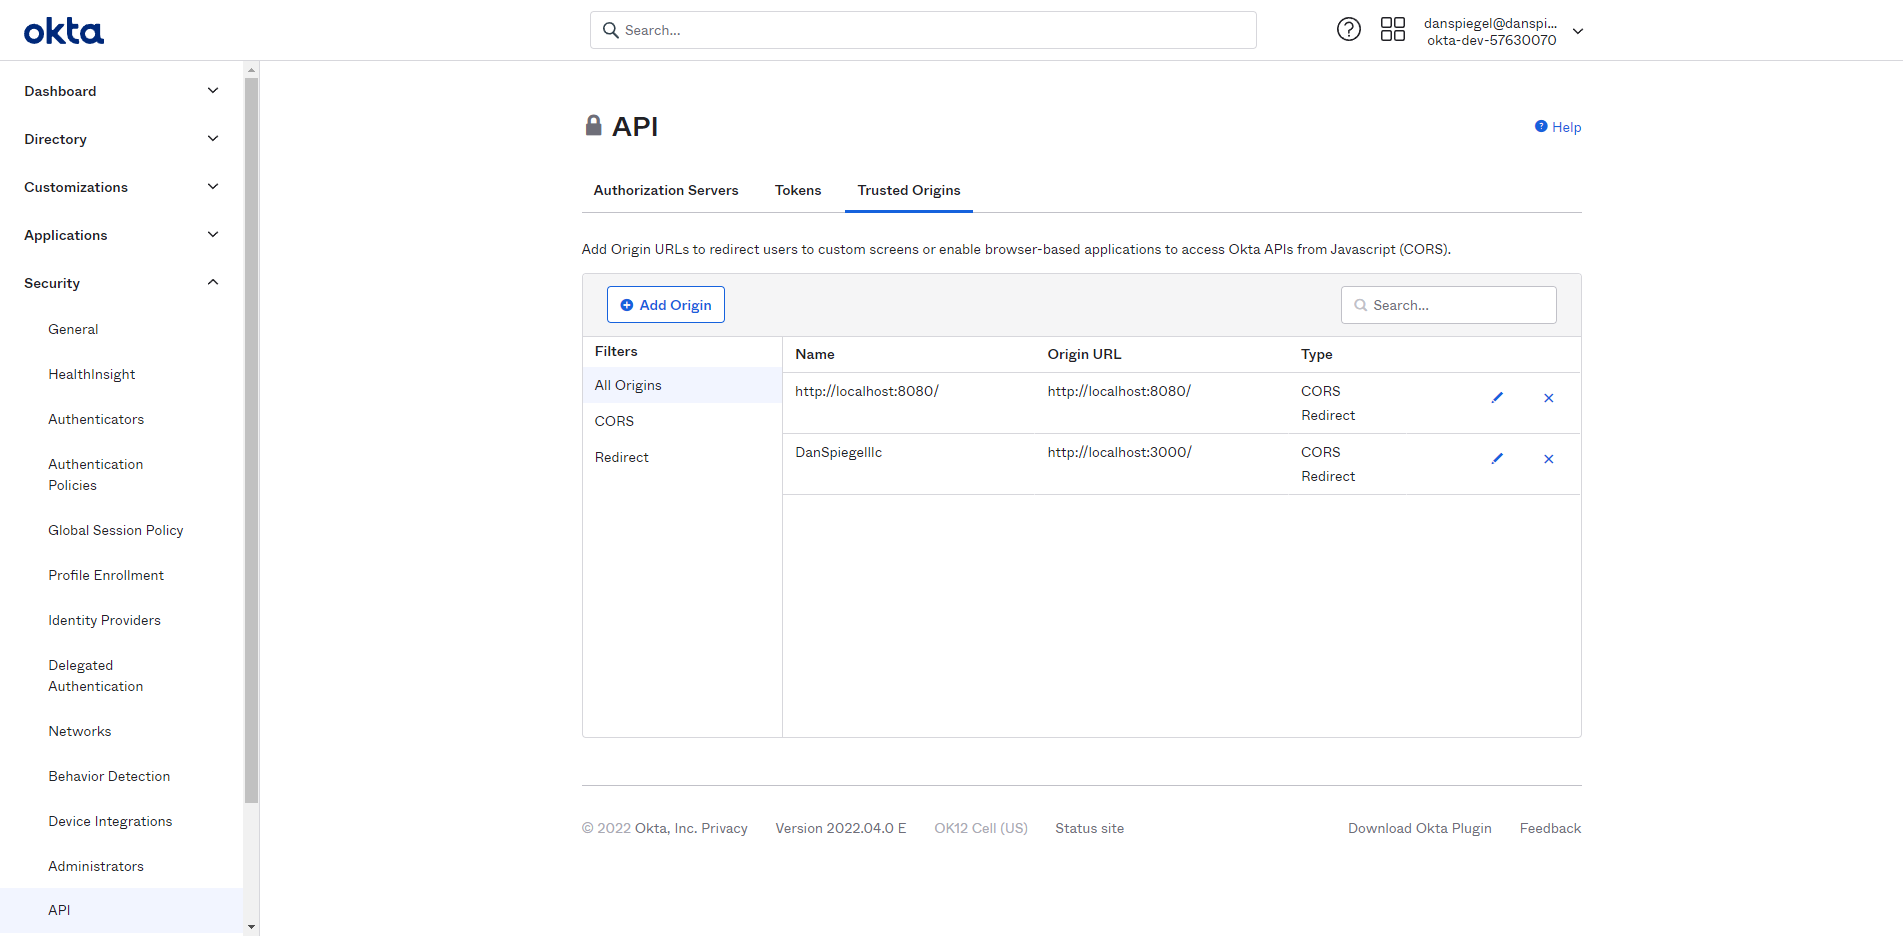 okta
Search...
danspiegel@danspi...
okta-dev-57630070
Dashboard
Directory
Customizations
Applications
Security
General
HealthInsight
Authenticators
Authentication
Policies
Global Session Policy
Profile Enrollment
Identity Providers
Delegated
Authentication
Networks
Behavior Detection
Device Integrations
Administrators
API
API
Help
Authorization Servers Tokens Trusted Origins
Add Origin URLs to redirect users to custom screens or enable browser-based applications to access Okta APIs from Javascript (CORS).
Add Origin
Search...
Filters
All Origins
CORS
Redirect
Name Origin URL Type
http://localhost:8080/ http://localhost:8080/ CORS
Redirect
DanSpiegelllc http://localhost:3000/ CORS
Redirect
© 2022 Okta, Inc. Privacy Version 2022.04.0 E OK12 Cell (US) Status site Download Okta Plugin Feedback